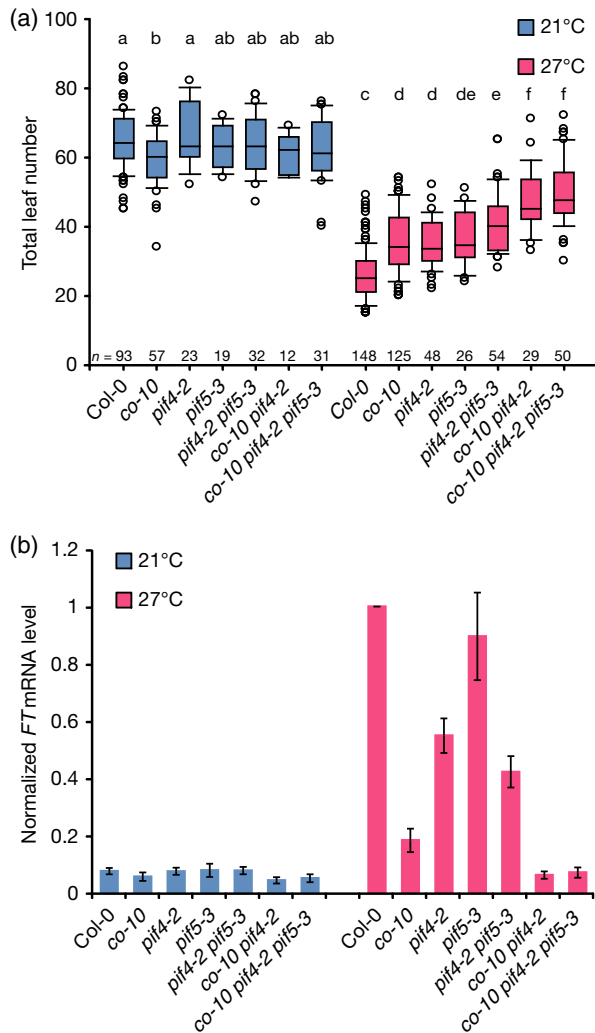 (a)
100
80
60
40
20
0
Total leaf number
21°C
27°C
a b a ab ab ab ab c d d de e f f
n = 93 57 23 19 32 12 31 148 125 48 26 54 29 50
Col-0
co-10
pif4-2
pif5-3
pif4-2 pif5-3
co-10 pif4-2
co-10 pif4-2 pif5-3
Col-0
co-10
pif4-2
pif5-3
pif4-2 pif5-3
co-10 pif4-2
co-10 pif4-2 pif5-3
(b)
1.2
1
0.8
0.6
0.4
0.2
0
Normalized FT mRNA level
21°C
27°C
Col-0
co-10
pif4-2
pif5-3
pif4-2 pif5-3
co-10 pif4-2
co-10 pif4-2 pif5-3
Col-0
co-10
pif4-2
pif5-3
pif4-2 pif5-3
co-10 pif4-2
co-10 pif4-2 pif5-3